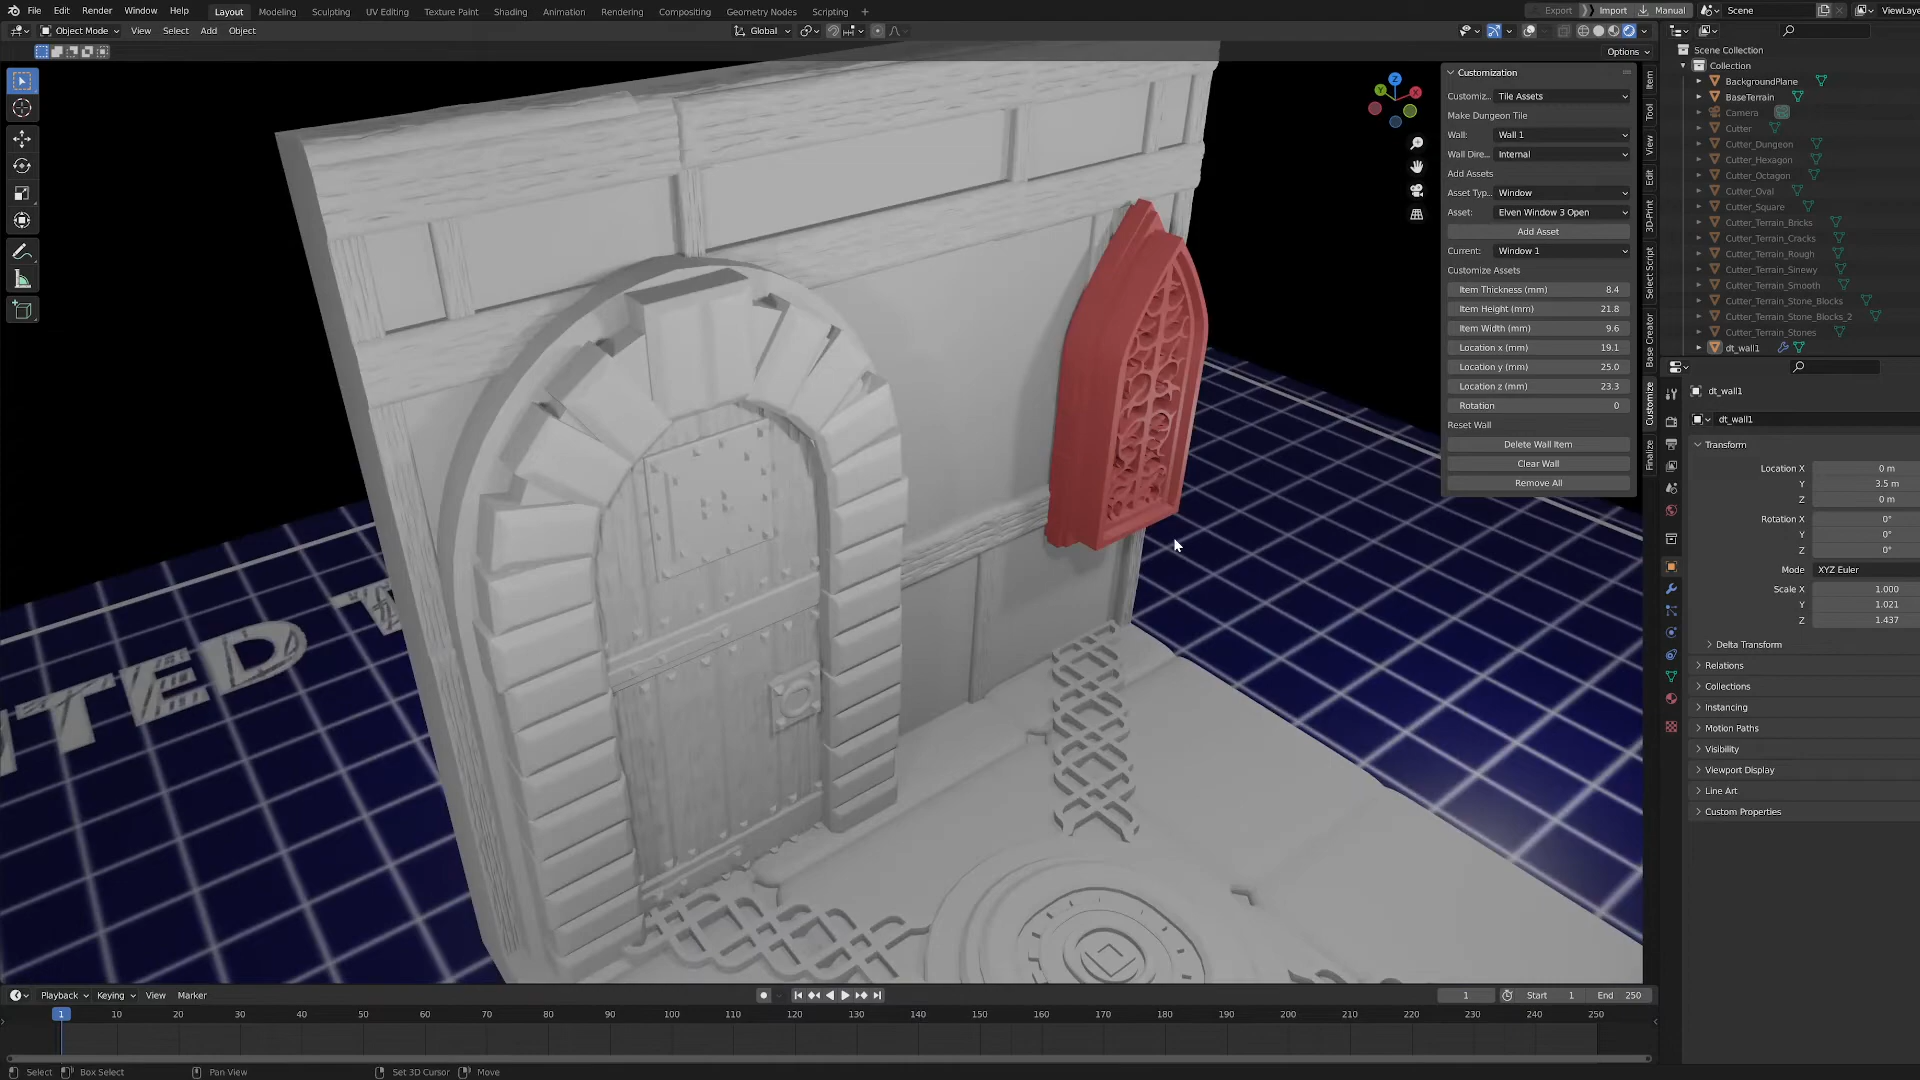 File Edit Render Window Help Layout Modeling Sculpting UV Editing Texture Paint Shading Animation Rendering Compositing Geometry Nodes Scripting + Export Import Manual Scene ViewLaye
Object Mode View Select Add Object Global
Options
Customization
Customiz.. Tile Assets
Make Dungeon Tile
Wall: Wall 1
Wall Dire.. Internal
Add Assets
Asset Typ.. Window
Asset: Elven Window 3 Open
Add Asset
Current: Window 1
Customize Assets
Item Thickness (mm) 8.4
Item Height (mm) 21.8
Item Width (mm) 9.6
Location x (mm) 19.1
Location y (mm) 25.0
Location z (mm) 23.3
Rotation 0
Reset Wall
Delete Wall Item
Clear Wall
Remove All
Item
Tool
View
Edit
3D-Print
Select Script
Base Creator
Customize
Finalize
Scene Collection
Collection
BackgroundPlane
BaseTerrain
Camera
Cutter
Cutter_Dungeon
Cutter_Hexagon
Cutter_Octagon
Cutter_Oval
Cutter_Square
Cutter_Terrain_Bricks
Cutter_Terrain_Cracks
Cutter_Terrain_Rough
Cutter_Terrain_Sinewy
Cutter_Terrain_Smooth
Cutter_Terrain_Stone_Blocks
Cutter_Terrain_Stone_Blocks_2
Cutter_Terrain_Stones
dt_wall1
dt_wall1
dt_wall1
Transform
Location X 0 m
Y 3.5 m
Z 0 m
Rotation X 0°
Y 0°
Z 0°
Mode XYZ Euler
Scale X 1.000
Y 1.021
Z 1.437
Delta Transform
Relations
Collections
Instancing
Motion Paths
Visibility
Viewport Display
Line Art
Custom Properties
Z
Y
X
NTED
Playback Keying View Marker 1 Start 1 End 250
1 10 20 30 40 50 60 70 80 90 100 110 120 130 140 150 160 170 180 190 200 210 220 230 240 250
Select Box Select Pan View Set 3D Cursor Move